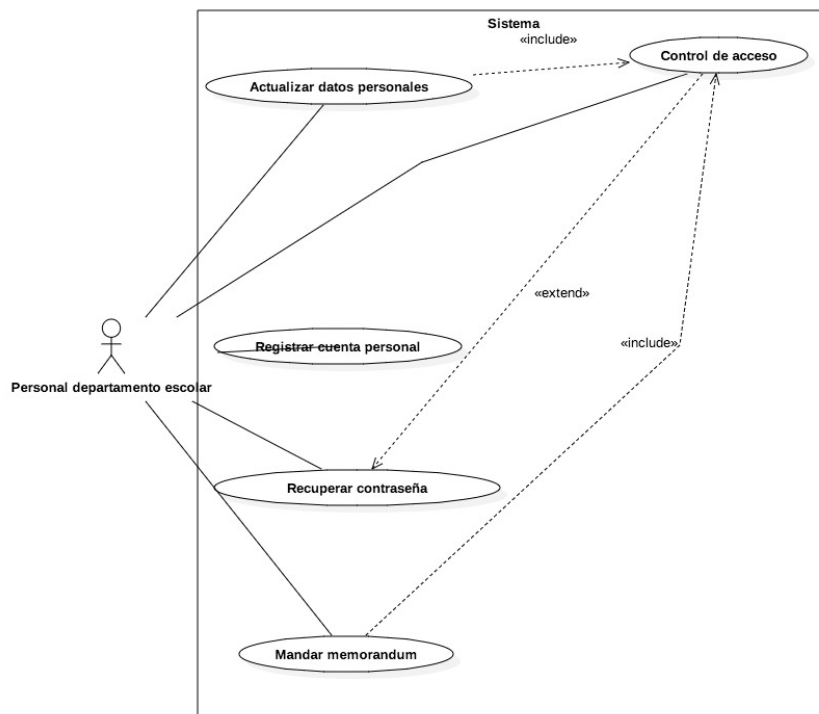 Sistema
«include»
Control de acceso
Actualizar datos personales
«extend»
«include»
Registrar cuenta personal
Personal departamento escolar
Recuperar contraseña
Mandar memorandum